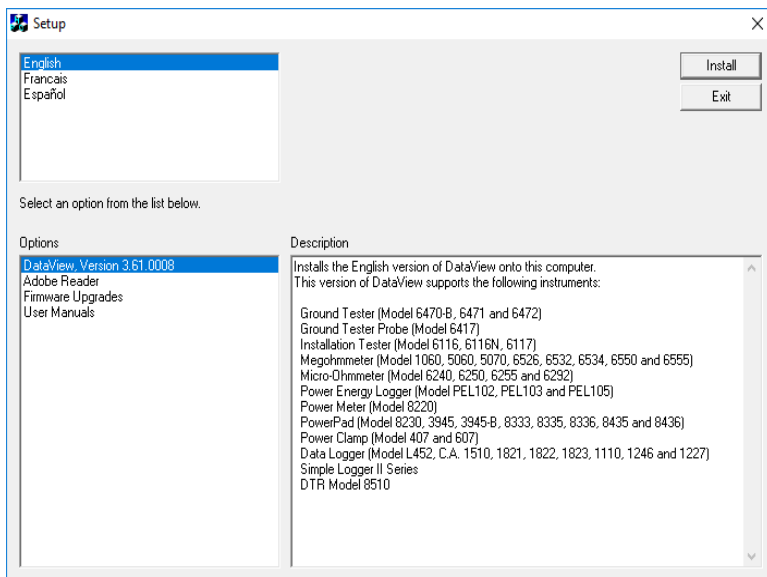 Setup
English
Francais
Español
Install
Exit
Select an option from the list below.
Options
DataView, Version 3.61.0008
Adobe Reader
Firmware Upgrades
User Manuals
Description
Installs the English version of DataView onto this computer.
This version of DataView supports the following instruments:
Ground Tester (Model 6470-B, 6471 and 6472)
Ground Tester Probe (Model 6417)
Installation Tester (Model 6116, 6116N, 6117)
Megohmmeter (Model 1060, 5060, 5070, 6526, 6532, 6534, 6550 and 6555)
Micro-Ohmmeter (Model 6240, 6250, 6255 and 6292)
Power Energy Logger (Model PEL102, PEL103 and PEL105)
Power Meter (Model 8220)
PowerPad (Model 8230, 3945, 3945-B, 8333, 8335, 8336, 8435 and 8436)
Power Clamp (Model 407 and 607)
Data Logger (Model L452, C.A. 1510, 1821, 1822, 1823, 1110, 1246 and 1227)
Simple Logger II Series
DTR Model 8510